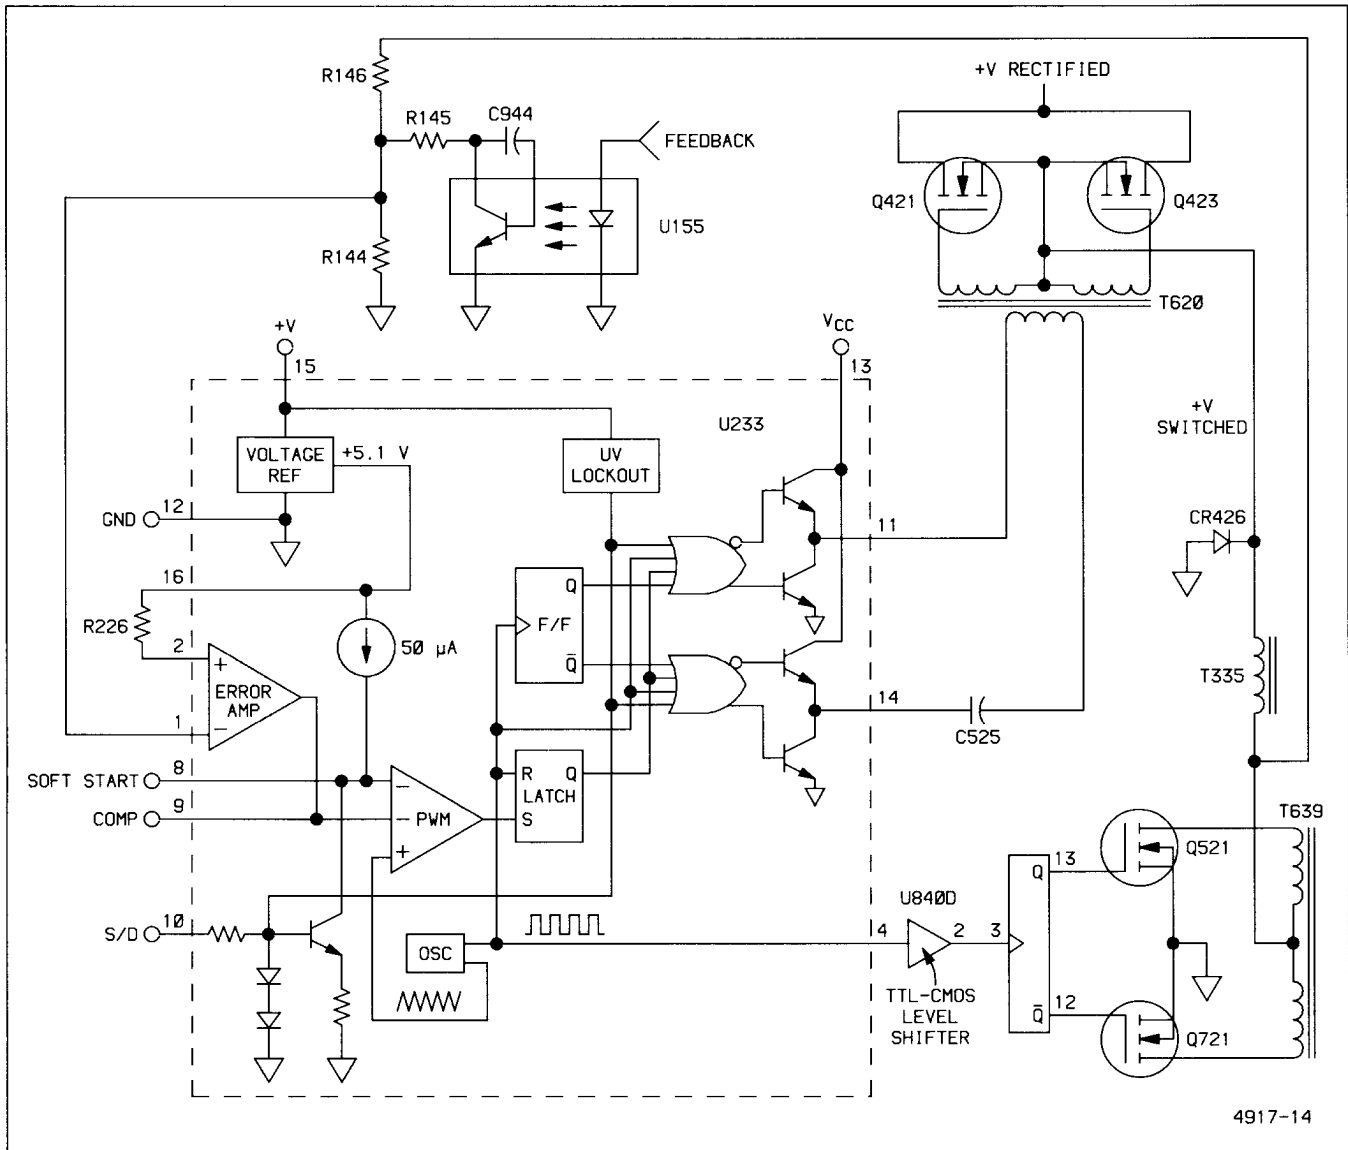 R146
+V RECTIFIED
R145
C944
FEEDBACK
Q421
Q423
U155
R144
T620
+V
VCC
15
13
U233
+V
SWITCHED
VOLTAGE
REF
+5.1 V
UV
LOCKOUT
GND
12
11
CR426
16
Q
R226
F/F
50 µA
2
+
Q̅
T335
ERROR
AMP
14
1
−
C525
SOFT START
8
−
R
Q
LATCH
COMP
9
−
PWM
S
T639
+
13
Q
Q521
U840D
S/D
10
4
2
3
OSC
TTL-CMOS
LEVEL
SHIFTER
12
Q̅
Q721
4917-14